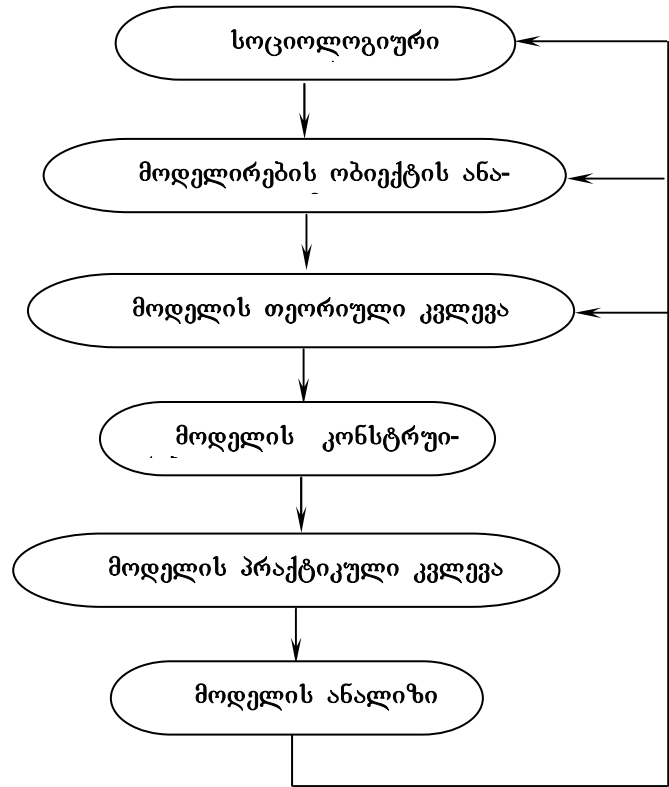 სოციოლოგიური
მოდელირების ობიექტის ანა-
მოდელის თეორიული კვლევა
მოდელის კონსტრუი-
მოდელის პრაქტიკული კვლევა
მოდელის ანალიზი